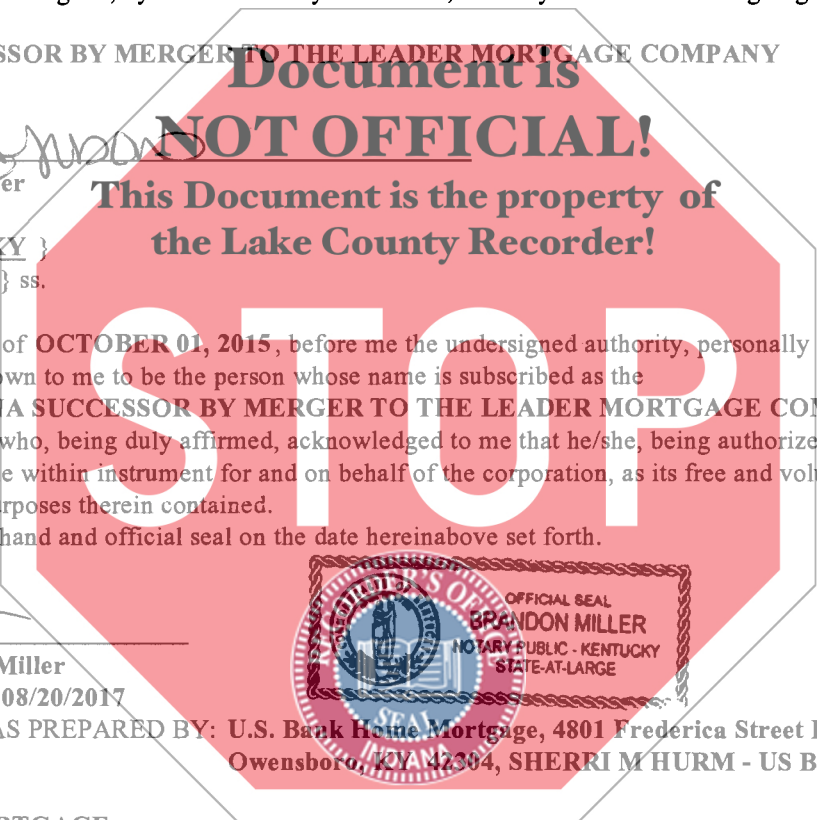 SSOR BY MERGER TO THE LEADER MORTGAGE COMPANY
Document is
NOT OFFICIAL!
This Document is the property of
the Lake County Recorder!
er
KY }
} ss.
STOP
of OCTOBER 01, 2015, before me the undersigned authority, personally
own to me to be the person whose name is subscribed as the
NA SUCCESSOR BY MERGER TO THE LEADER MORTGAGE COM
who, being duly affirmed, acknowledged to me that he/she, being authorize
e within instrument for and on behalf of the corporation, as its free and volu
urposes therein contained.
hand and official seal on the date hereinabove set forth.
OFFICIAL SEAL
BRANDON MILLER
NOTARY PUBLIC - KENTUCKY
STATE-AT-LARGE
SEAL
INDIANA
Miller
08/20/2017
AS PREPARED BY: U.S. Bank Home Mortgage, 4801 Frederica Street
Owensboro, KY 42304, SHERRI M HURM - US B